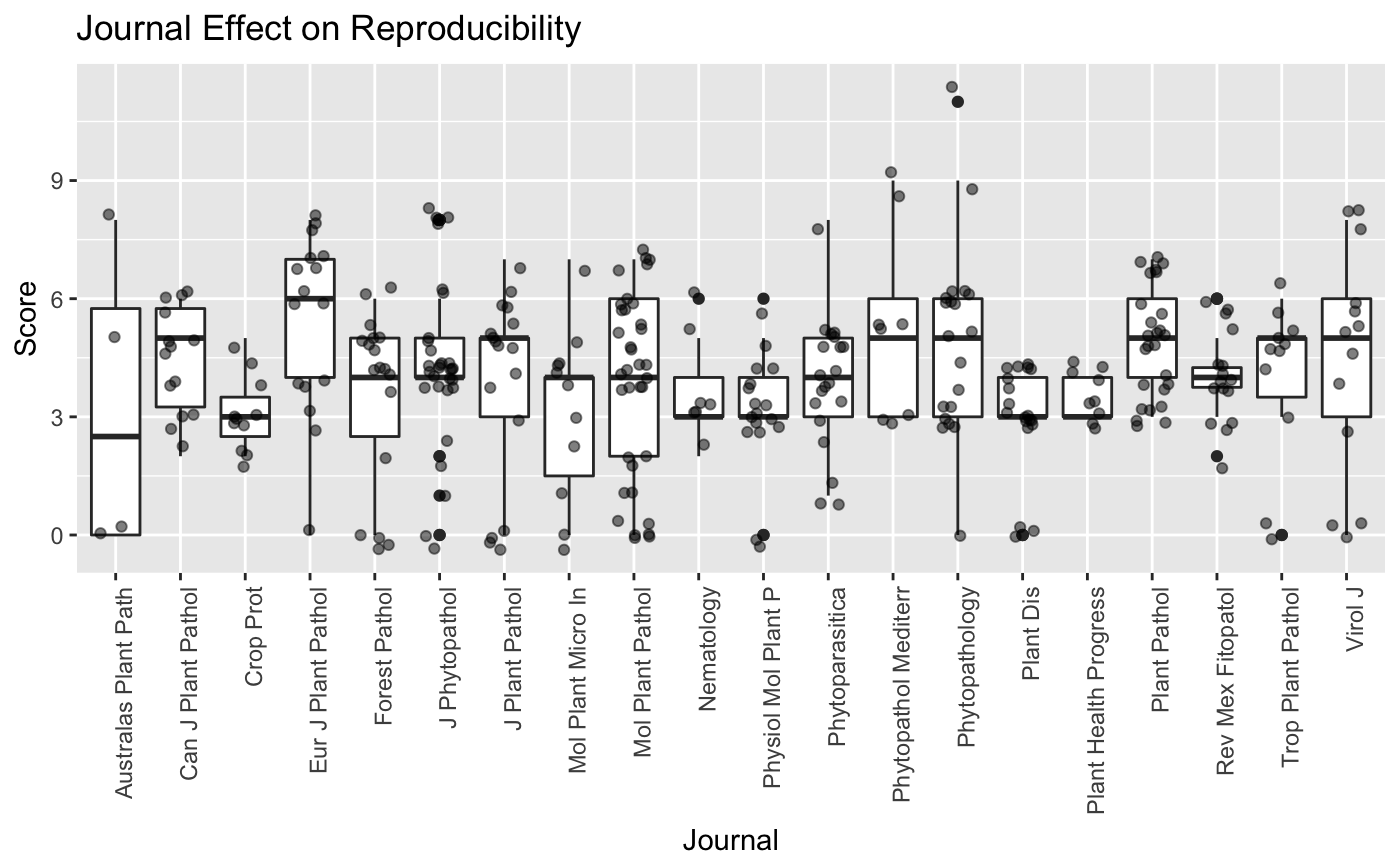 Journal Effect on Reproducibility
Score
9
6
3
0
Australas Plant Path
Can J Plant Pathol
Crop Prot
Eur J Plant Pathol
Forest Pathol
J Phytopathol
J Plant Pathol
Mol Plant Micro In
Mol Plant Pathol
Nematology
Physiol Mol Plant P
Phytoparasitica
Phytopathol Mediterr
Phytopathology
Plant Dis
Plant Health Progress
Plant Pathol
Rev Mex Fitopatol
Trop Plant Pathol
Virol J
Journal